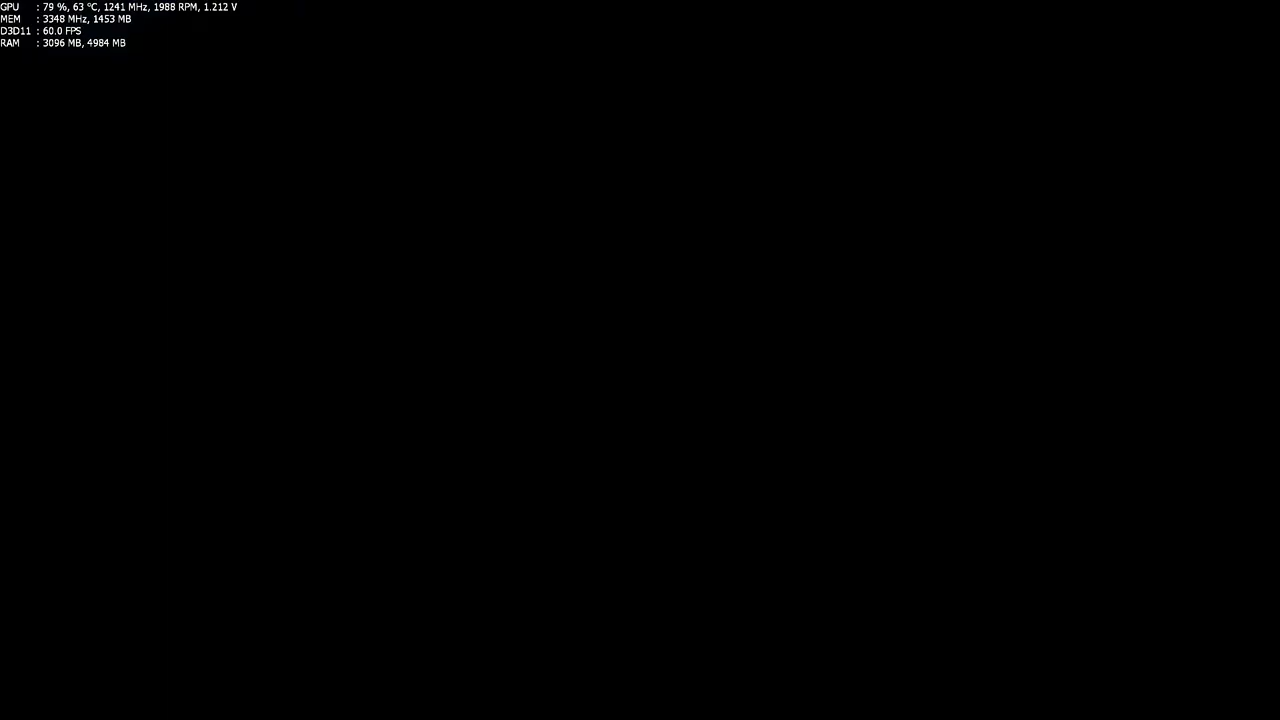 GPU : 79 %, 63 °C, 1241 MHz, 1988 RPM, 1.212 V
MEM : 3348 MHz, 1453 MB
D3D11 : 60.0 FPS
RAM : 3096 MB, 4984 MB